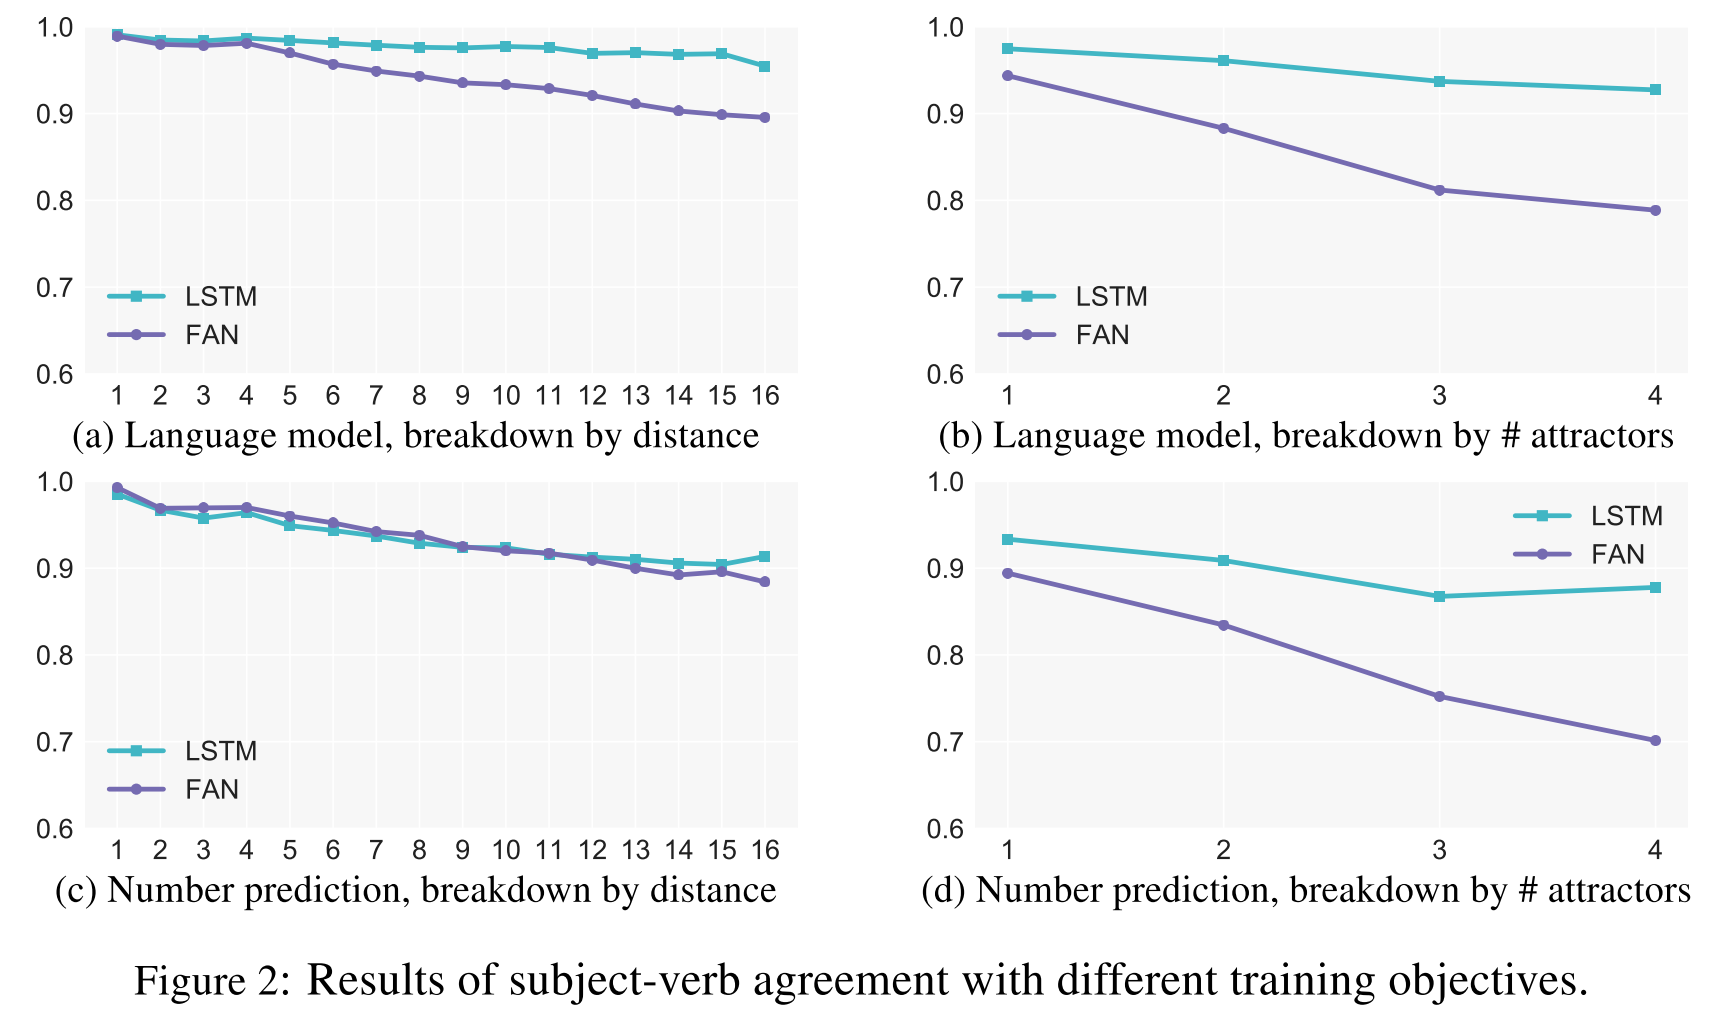 1.0
0.9
0.8
0.7
0.6
LSTM
FAN
1 2 3 4 5 6 7 8 9 10 11 12 13 14 15 16
(a) Language model, breakdown by distance
1.0
0.9
0.8
0.7
0.6
LSTM
FAN
1 2 3 4
(b) Language model, breakdown by # attractors
1.0
0.9
0.8
0.7
0.6
LSTM
FAN
1 2 3 4 5 6 7 8 9 10 11 12 13 14 15 16
(c) Number prediction, breakdown by distance
1.0
0.9
0.8
0.7
0.6
LSTM
FAN
1 2 3 4
(d) Number prediction, breakdown by # attractors
Figure 2: Results of subject-verb agreement with different training objectives.